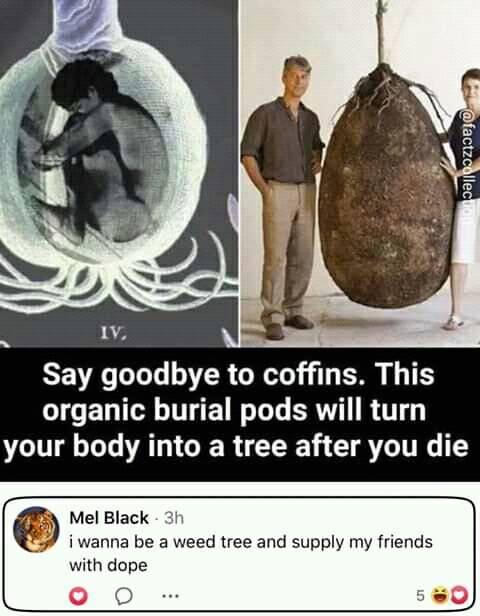 IV.
@factzcollection
Say goodbye to coffins. This
organic burial pods will turn
your body into a tree after you die
Mel Black · 3h
i wanna be a weed tree and supply my friends
with dope
5